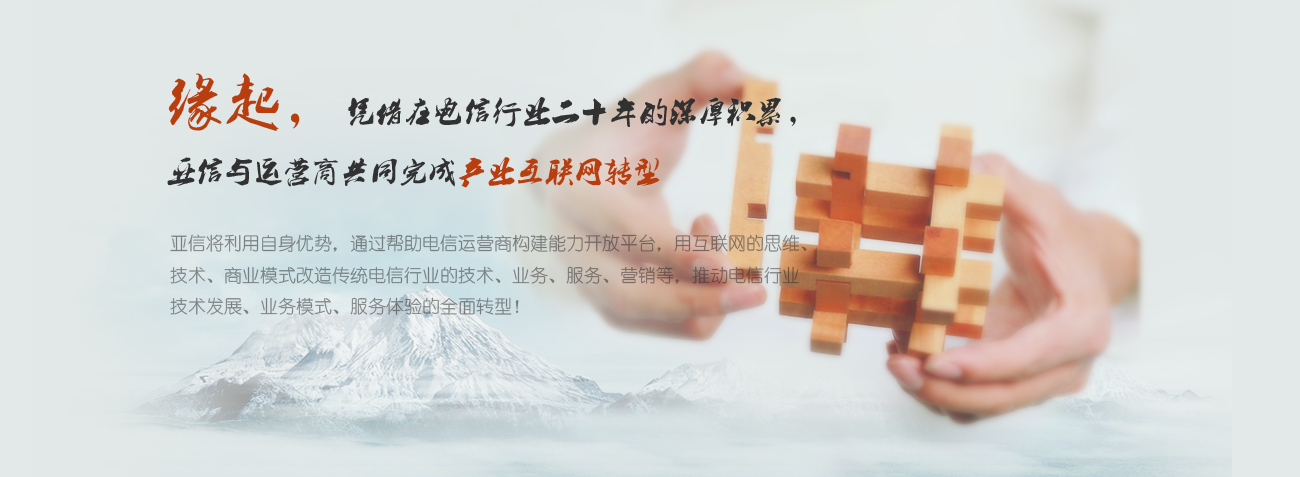 缘起，凭借在电信行业二十年的深厚积累，
亚信与运营商共同完成产业互联网转型
亚信将利用自身优势，通过帮助电信运营商构建能力开放平台，用互联网的思维、
技术、商业模式改造传统电信行业的技术、业务、服务、营销等，推动电信行业
技术发展、业务模式、服务体验的全面转型！